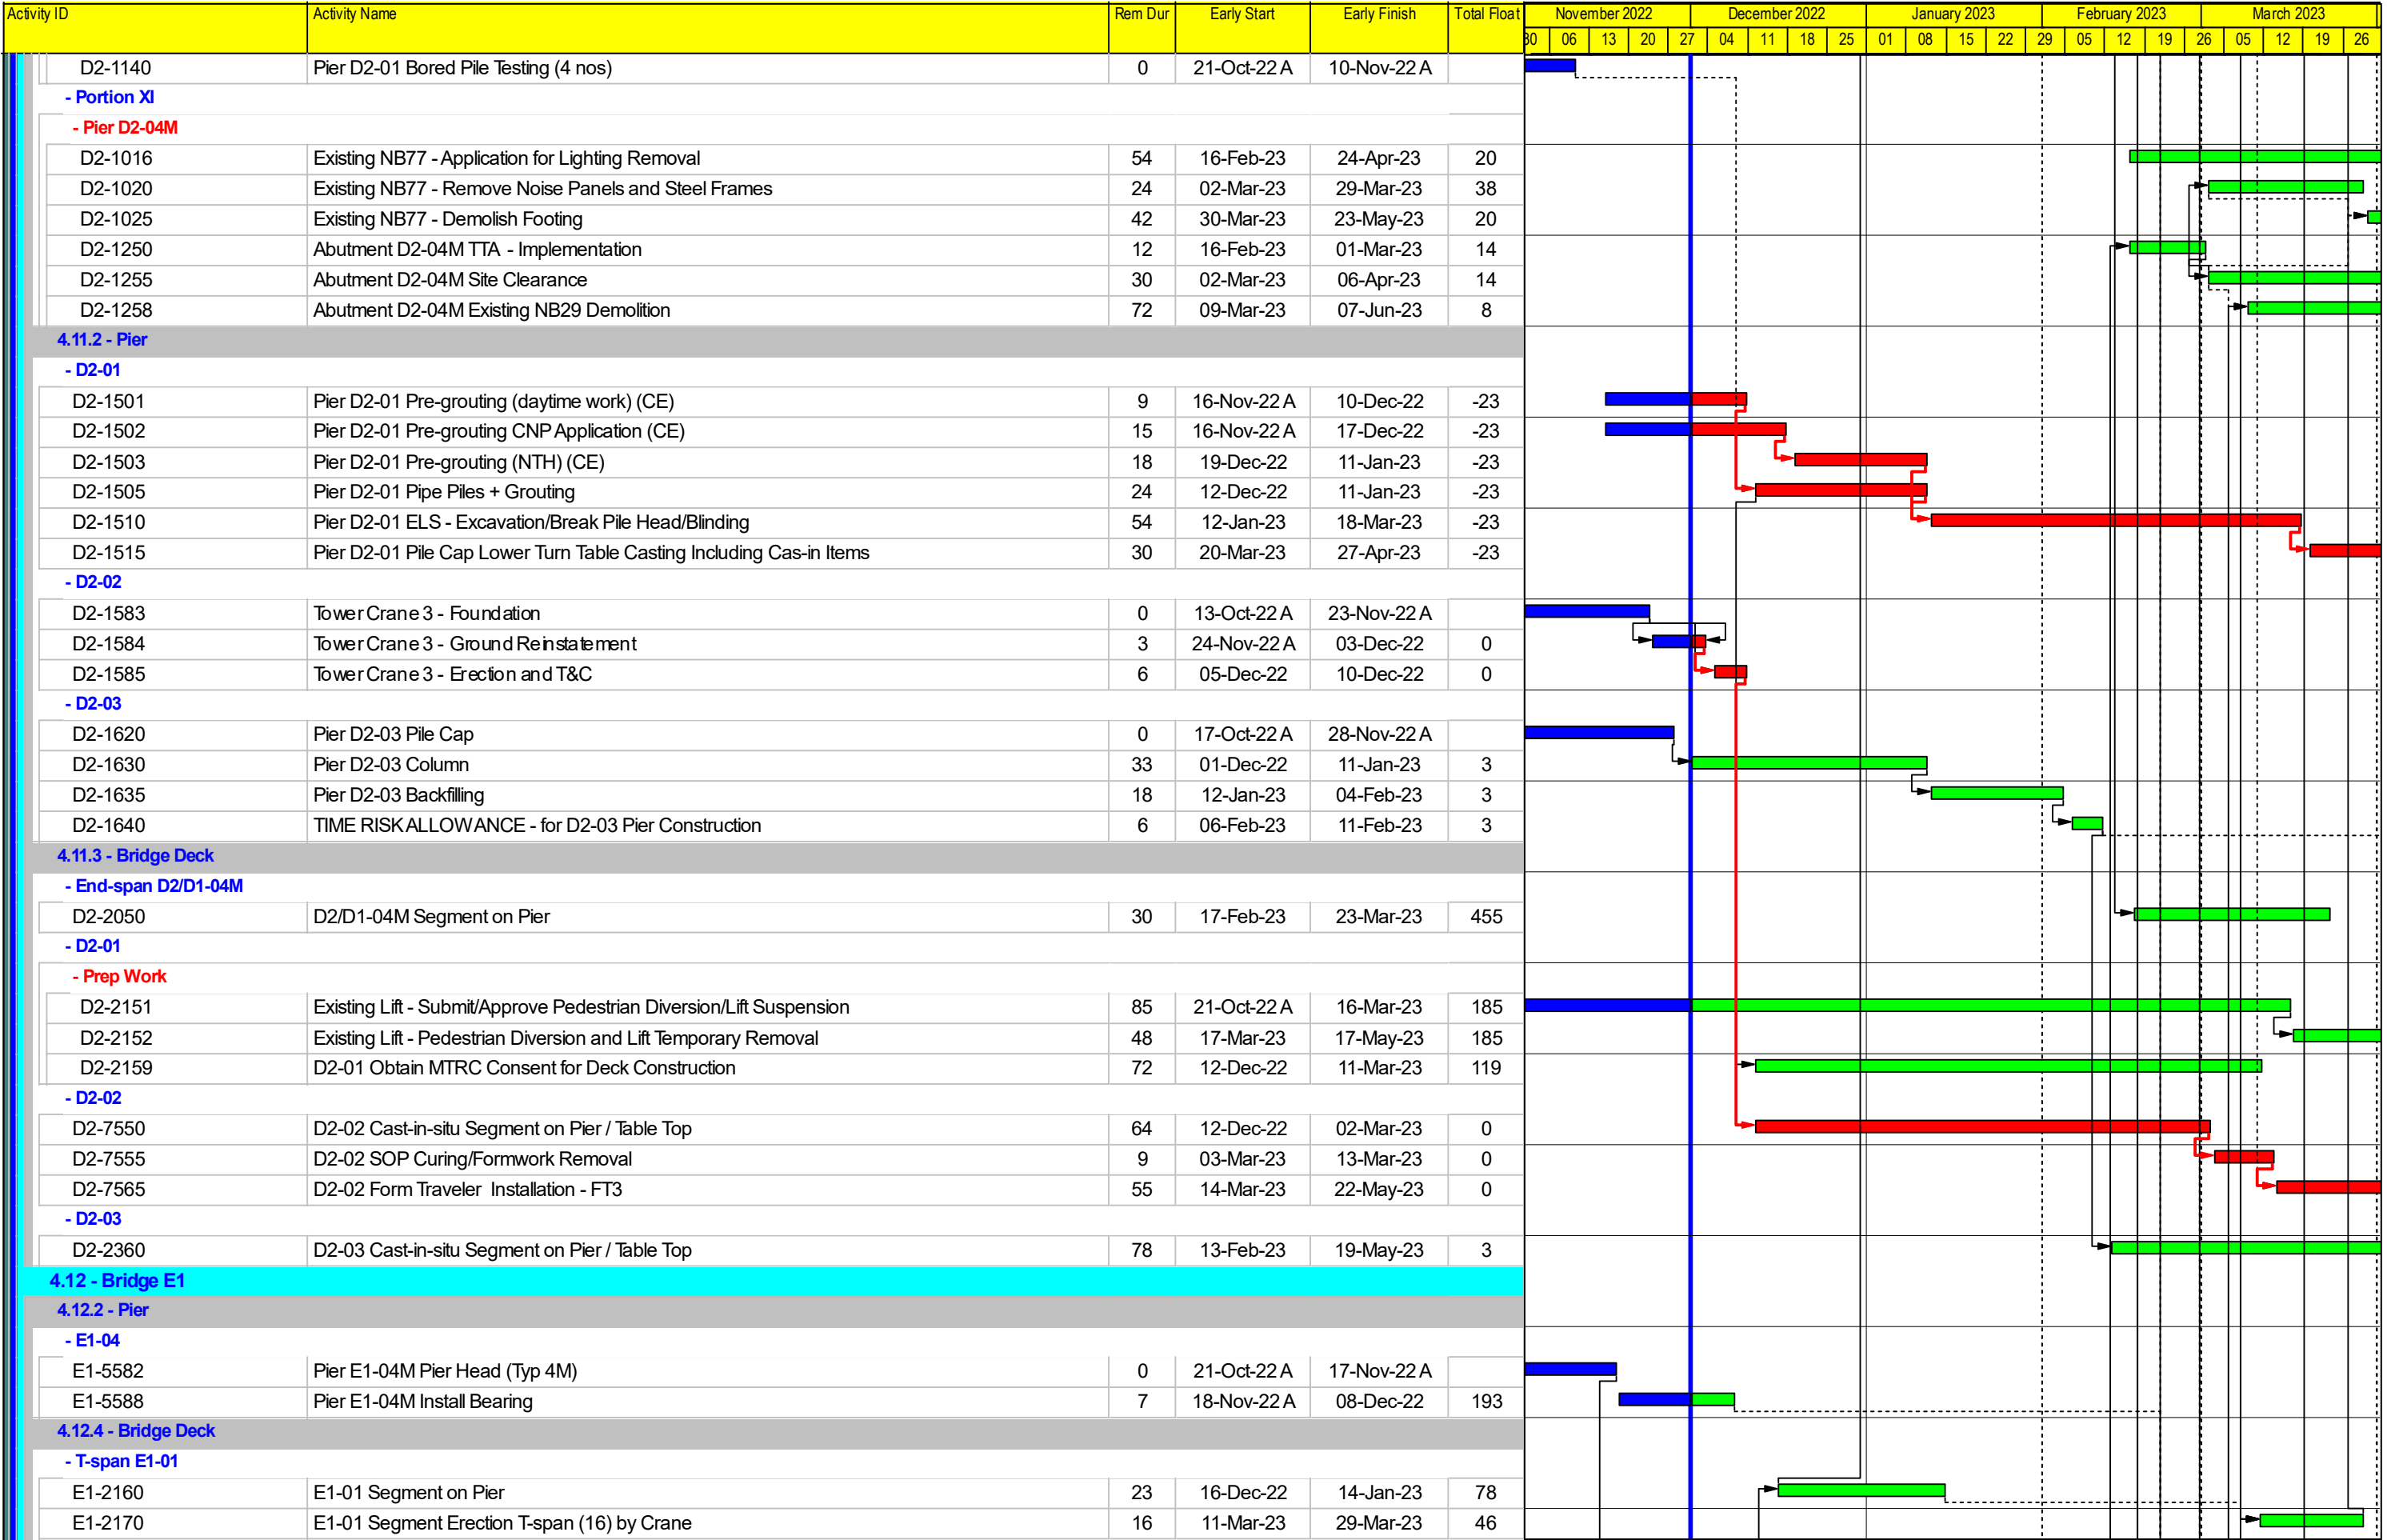 Activity ID Activity Name Rem Dur Early Start Early Finish Total Float November 2022 December 2022 January 2023 February 2023 March 2023
30 06 13 20 27 04 11 18 25 01 08 15 22 29 05 12 19 26 05 12 19 26
D2-1140 Pier D2-01 Bored Pile Testing (4 nos) 0 21-Oct-22 A 10-Nov-22 A
- Portion XI
- Pier D2-04M
D2-1016 Existing NB77 - Application for Lighting Removal 54 16-Feb-23 24-Apr-23 20
D2-1020 Existing NB77 - Remove Noise Panels and Steel Frames 24 02-Mar-23 29-Mar-23 38
D2-1025 Existing NB77 - Demolish Footing 42 30-Mar-23 23-May-23 20
D2-1250 Abutment D2-04M TTA - Implementation 12 16-Feb-23 01-Mar-23 14
D2-1255 Abutment D2-04M Site Clearance 30 02-Mar-23 06-Apr-23 14
D2-1258 Abutment D2-04M Existing NB29 Demolition 72 09-Mar-23 07-Jun-23 8
4.11.2 - Pier
- D2-01
D2-1501 Pier D2-01 Pre-grouting (daytime work) (CE) 9 16-Nov-22 A 10-Dec-22 -23
D2-1502 Pier D2-01 Pre-grouting CNP Application (CE) 15 16-Nov-22 A 17-Dec-22 -23
D2-1503 Pier D2-01 Pre-grouting (NTH) (CE) 18 19-Dec-22 11-Jan-23 -23
D2-1505 Pier D2-01 Pipe Piles + Grouting 24 12-Dec-22 11-Jan-23 -23
D2-1510 Pier D2-01 ELS - Excavation/Break Pile Head/Blinding 54 12-Jan-23 18-Mar-23 -23
D2-1515 Pier D2-01 Pile Cap Lower Turn Table Casting Including Cas-in Items 30 20-Mar-23 27-Apr-23 -23
- D2-02
D2-1583 Tower Crane 3 - Foundation 0 13-Oct-22 A 23-Nov-22 A
D2-1584 Tower Crane 3 - Ground Reinstatement 3 24-Nov-22 A 03-Dec-22 0
D2-1585 Tower Crane 3 - Erection and T&C 6 05-Dec-22 10-Dec-22 0
- D2-03
D2-1620 Pier D2-03 Pile Cap 0 17-Oct-22 A 28-Nov-22 A
D2-1630 Pier D2-03 Column 33 01-Dec-22 11-Jan-23 3
D2-1635 Pier D2-03 Backfilling 18 12-Jan-23 04-Feb-23 3
D2-1640 TIME RISK ALLOWANCE - for D2-03 Pier Construction 6 06-Feb-23 11-Feb-23 3
4.11.3 - Bridge Deck
- End-span D2/D1-04M
D2-2050 D2/D1-04M Segment on Pier 30 17-Feb-23 23-Mar-23 455
- D2-01
- Prep Work
D2-2151 Existing Lift - Submit/Approve Pedestrian Diversion/Lift Suspension 85 21-Oct-22 A 16-Mar-23 185
D2-2152 Existing Lift - Pedestrian Diversion and Lift Temporary Removal 48 17-Mar-23 17-May-23 185
D2-2159 D2-01 Obtain MTRC Consent for Deck Construction 72 12-Dec-22 11-Mar-23 119
- D2-02
D2-7550 D2-02 Cast-in-situ Segment on Pier / Table Top 64 12-Dec-22 02-Mar-23 0
D2-7555 D2-02 SOP Curing/Formwork Removal 9 03-Mar-23 13-Mar-23 0
D2-7565 D2-02 Form Traveler Installation - FT3 55 14-Mar-23 22-May-23 0
- D2-03
D2-2360 D2-03 Cast-in-situ Segment on Pier / Table Top 78 13-Feb-23 19-May-23 3
4.12 - Bridge E1
4.12.2 - Pier
- E1-04
E1-5582 Pier E1-04M Pier Head (Typ 4M) 0 21-Oct-22 A 17-Nov-22 A
E1-5588 Pier E1-04M Install Bearing 7 18-Nov-22 A 08-Dec-22 193
4.12.4 - Bridge Deck
- T-span E1-01
E1-2160 E1-01 Segment on Pier 23 16-Dec-22 14-Jan-23 78
E1-2170 E1-01 Segment Erection T-span (16) by Crane 16 11-Mar-23 29-Mar-23 46